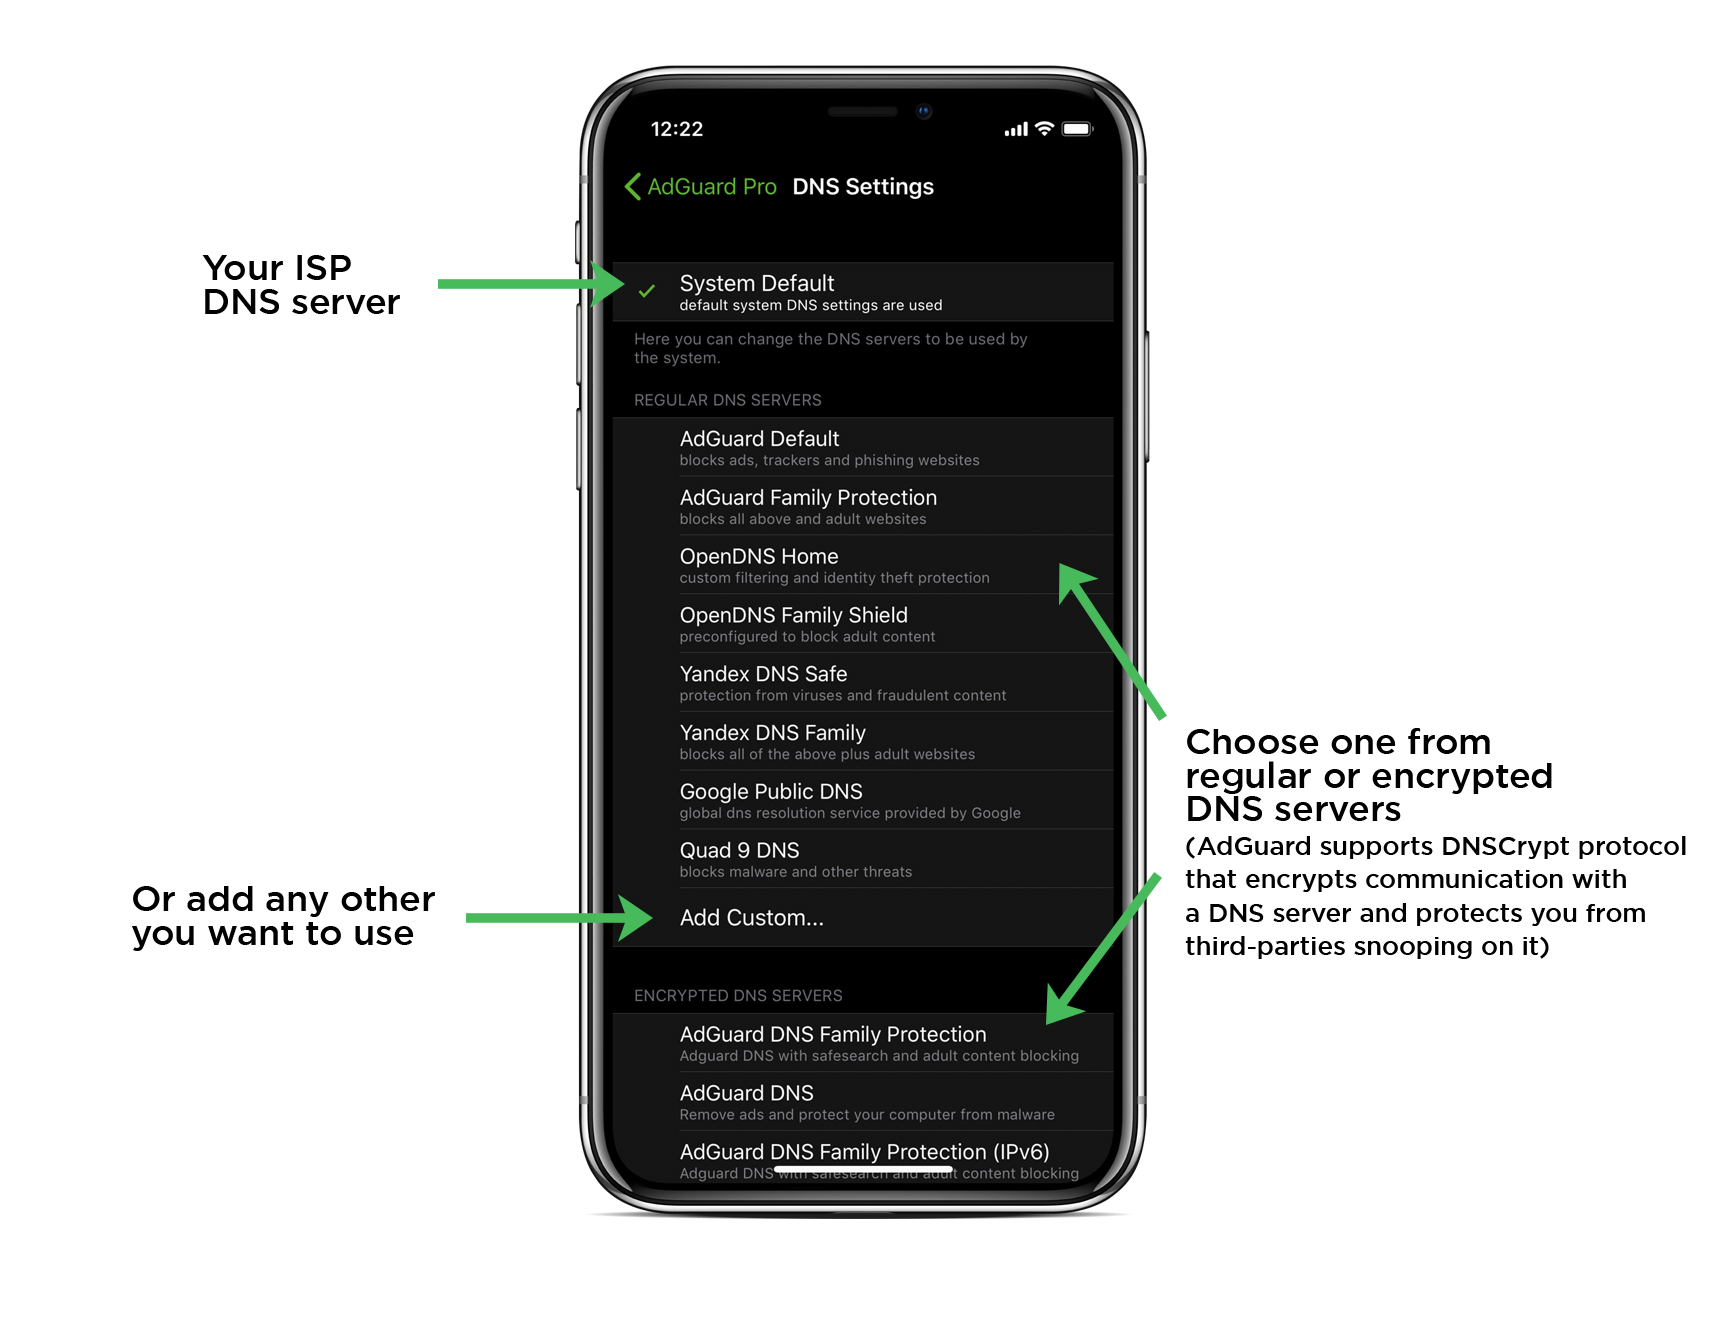 12:22
AdGuard Pro DNS Settings
Your ISP
DNS server
System Default
default system DNS settings are used
Here you can change the DNS servers to be used by
the system.
REGULAR DNS SERVERS
AdGuard Default
blocks ads, trackers and phishing websites
AdGuard Family Protection
blocks all above and adult websites
OpenDNS Home
custom filtering and identity theft protection
OpenDNS Family Shield
preconfigured to block adult content
Yandex DNS Safe
protection from viruses and fraudulent content
Yandex DNS Family
blocks all of the above plus adult websites
Google Public DNS
global dns resolution service provided by Google
Quad 9 DNS
blocks malware and other threats
Add Custom...
Or add any other
you want to use
Choose one from
regular or encrypted
DNS servers
(AdGuard supports DNSCrypt protocol
that encrypts communication with
a DNS server and protects you from
third-parties snooping on it)
ENCRYPTED DNS SERVERS
AdGuard DNS Family Protection
Adguard DNS with safesearch and adult content blocking
AdGuard DNS
Remove ads and protect your computer from malware
AdGuard DNS Family Protection (IPv6)
Adguard DNS with safesearch and adult content blocking